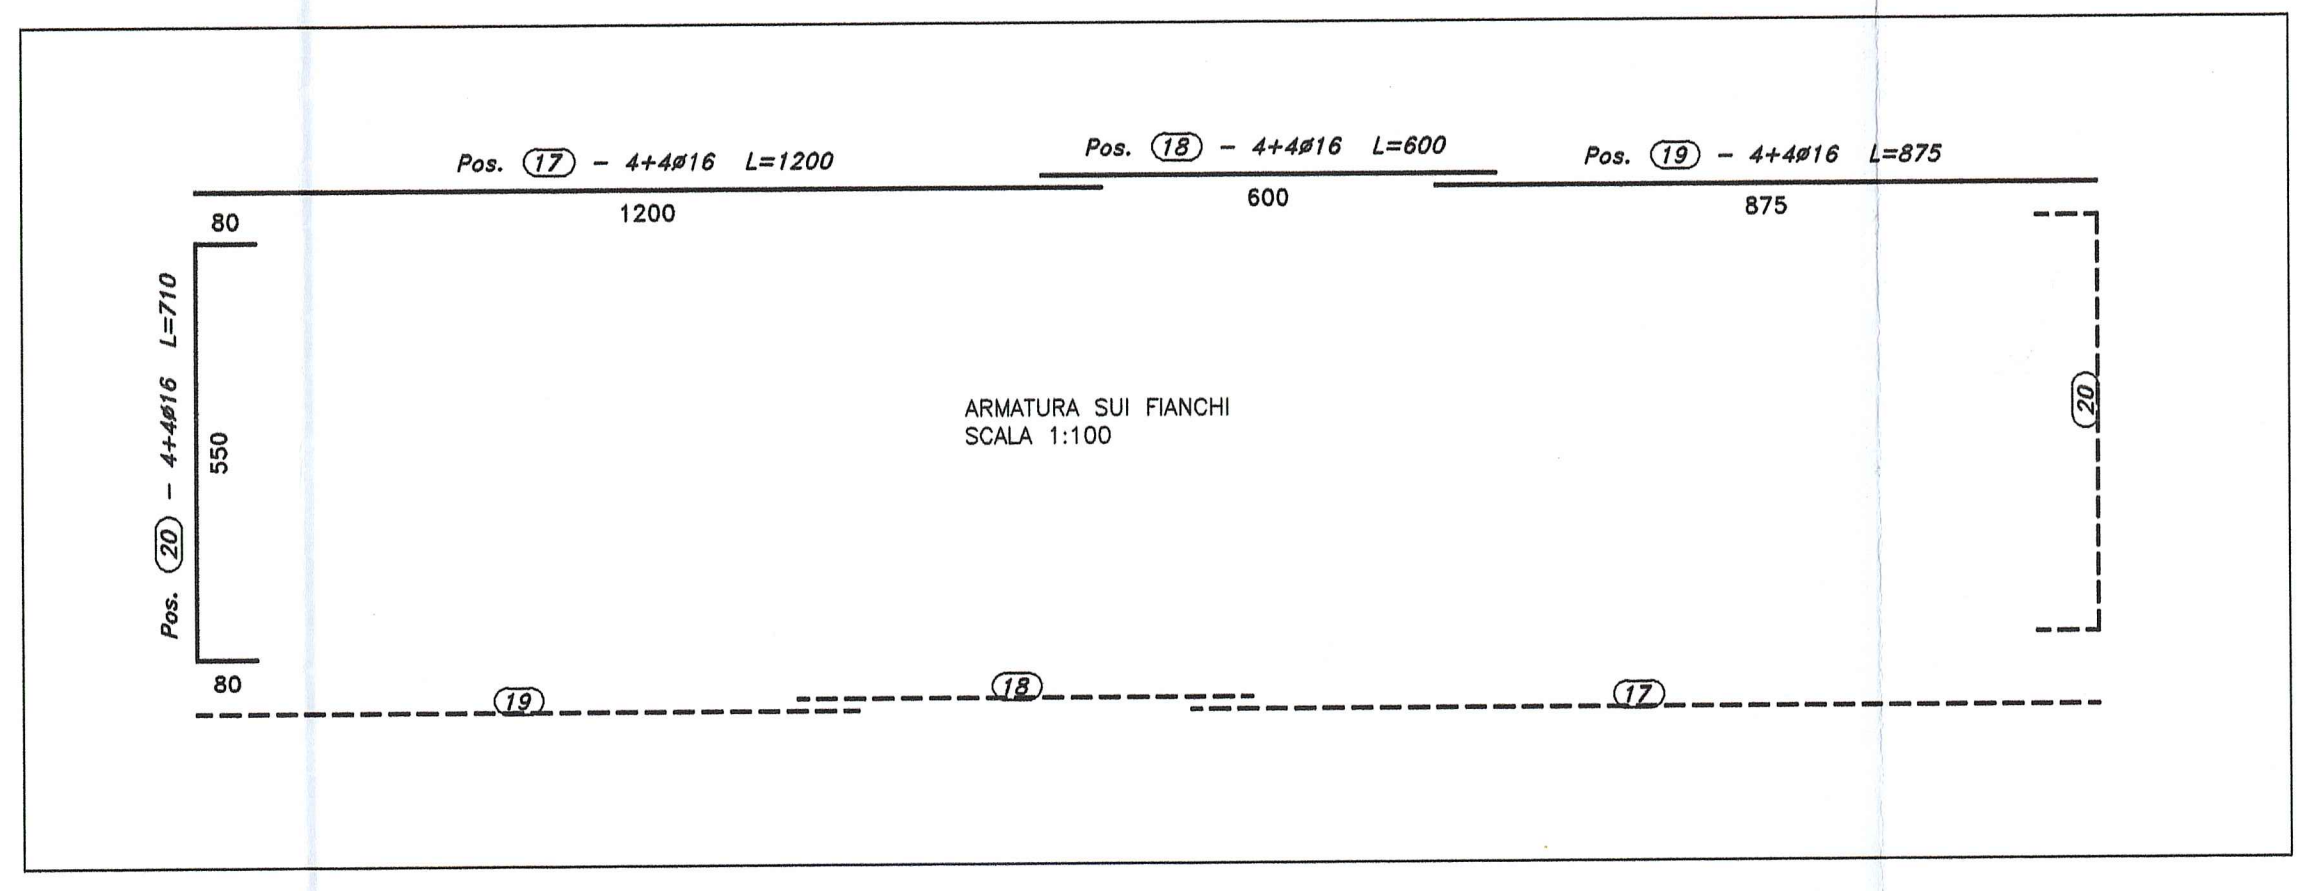 Pos. 17 - 4+4ø16 L=1200
Pos. 18 - 4+4ø16 L=600
Pos. 19 - 4+4ø16 L=875
1200
600
875
80
Pos. 20 - 4+4ø16 L=710
550
20
ARMATURA SUI FIANCHI
SCALA 1:100
80
19
18
17